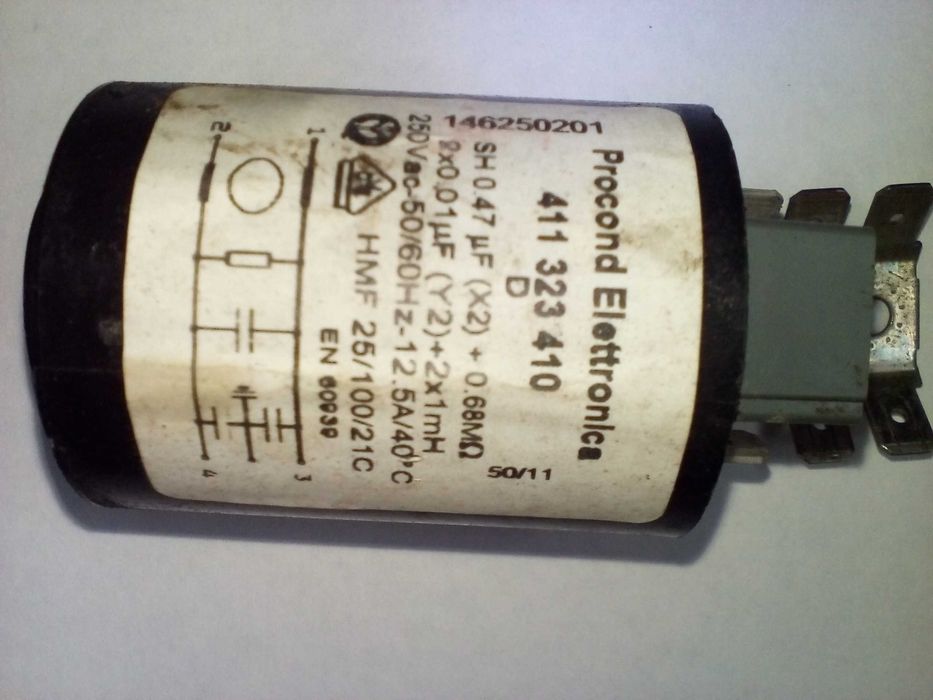 Procond Elettronica
411 323 410
D
146250201
50/11
SH 0.47 µF (X2) + 0.68MΩ
2x0.01µF (Y2)+2x1mH
250Vac-50/60Hz-12.5A/40°C
HMF 25/100/21C
EN 60939
1 3
2 4